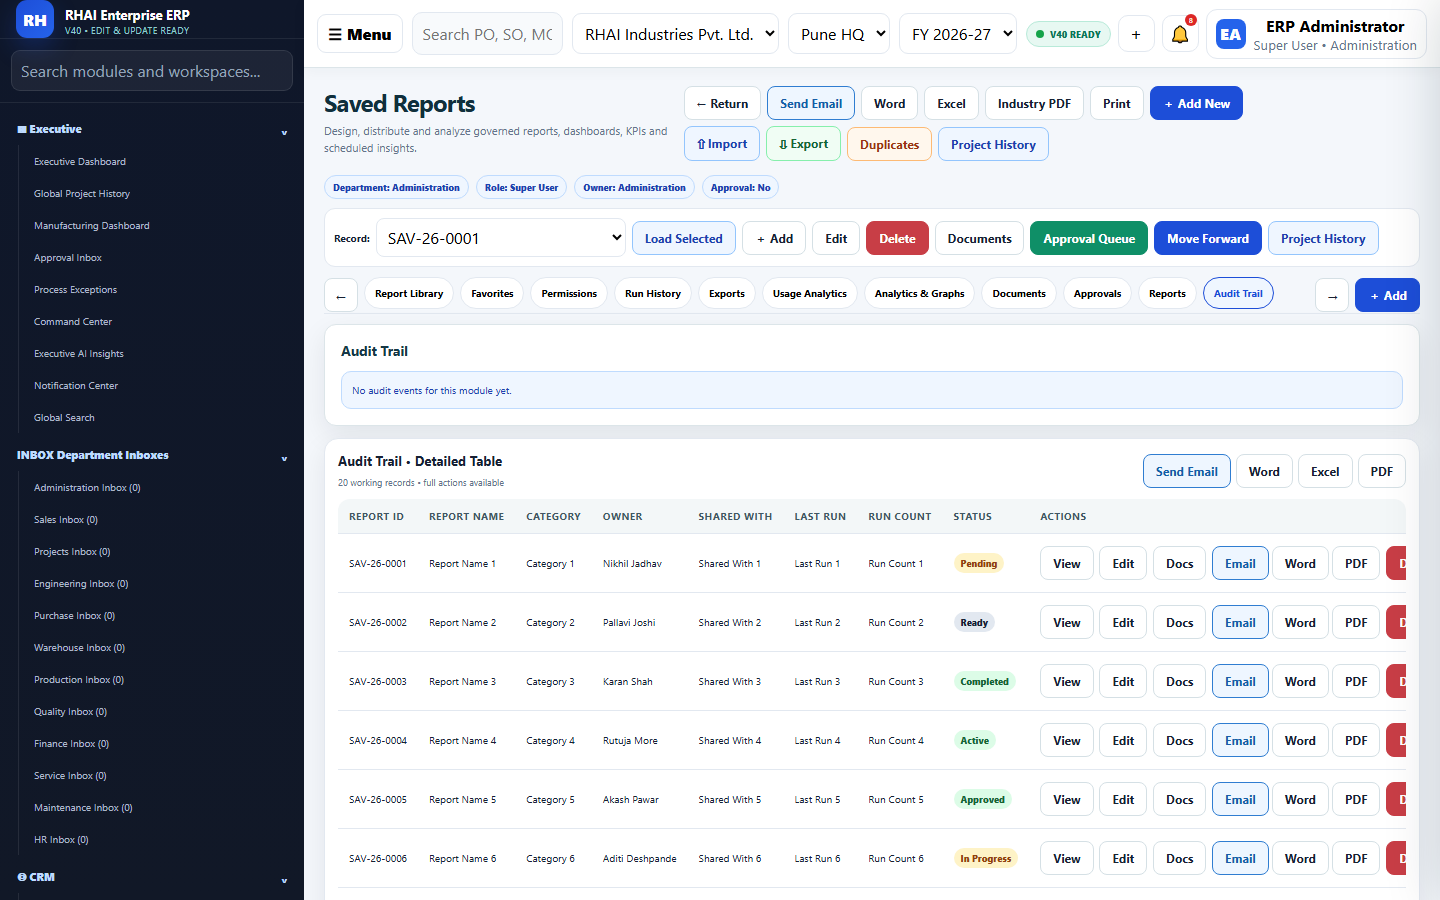 RH
RHAI Enterprise ERP
V40 • EDIT & UPDATE READY
Search modules and workspaces...
Executive
Executive Dashboard
Global Project History
Manufacturing Dashboard
Approval Inbox
Process Exceptions
Command Center
Executive AI Insights
Notification Center
Global Search
INBOX Department Inboxes
Administration Inbox (0)
Sales Inbox (0)
Projects Inbox (0)
Engineering Inbox (0)
Purchase Inbox (0)
Warehouse Inbox (0)
Production Inbox (0)
Quality Inbox (0)
Finance Inbox (0)
Service Inbox (0)
Maintenance Inbox (0)
HR Inbox (0)
CRM
☰ Menu
Search PO, SO, MC
RHAI Industries Pvt. Ltd.
Pune HQ
FY 2026-27
V40 READY
+
8
EA
ERP Administrator
Super User • Administration
Saved Reports
Design, distribute and analyze governed reports, dashboards, KPIs and
scheduled insights.
← Return
Send Email
Word
Excel
Industry PDF
Print
+ Add New
⇧ Import
⇩ Export
Duplicates
Project History
Department: Administration
Role: Super User
Owner: Administration
Approval: No
Record:
SAV-26-0001
Load Selected
+ Add
Edit
Delete
Documents
Approval Queue
Move Forward
Project History
←
Report Library
Favorites
Permissions
Run History
Exports
Usage Analytics
Analytics & Graphs
Documents
Approvals
Reports
Audit Trail
→
+ Add
Audit Trail
No audit events for this module yet.
Audit Trail • Detailed Table
20 working records • full actions available
Send Email
Word
Excel
PDF
REPORT ID REPORT NAME CATEGORY OWNER SHARED WITH LAST RUN RUN COUNT STATUS ACTIONS
SAV-26-0001 Report Name 1 Category 1 Nikhil Jadhav Shared With 1 Last Run 1 Run Count 1 Pending View Edit Docs Email Word PDF D
SAV-26-0002 Report Name 2 Category 2 Pallavi Joshi Shared With 2 Last Run 2 Run Count 2 Ready View Edit Docs Email Word PDF D
SAV-26-0003 Report Name 3 Category 3 Karan Shah Shared With 3 Last Run 3 Run Count 3 Completed View Edit Docs Email Word PDF D
SAV-26-0004 Report Name 4 Category 4 Rutuja More Shared With 4 Last Run 4 Run Count 4 Active View Edit Docs Email Word PDF D
SAV-26-0005 Report Name 5 Category 5 Akash Pawar Shared With 5 Last Run 5 Run Count 5 Approved View Edit Docs Email Word PDF D
SAV-26-0006 Report Name 6 Category 6 Aditi Deshpande Shared With 6 Last Run 6 Run Count 6 In Progress View Edit Docs Email Word PDF D